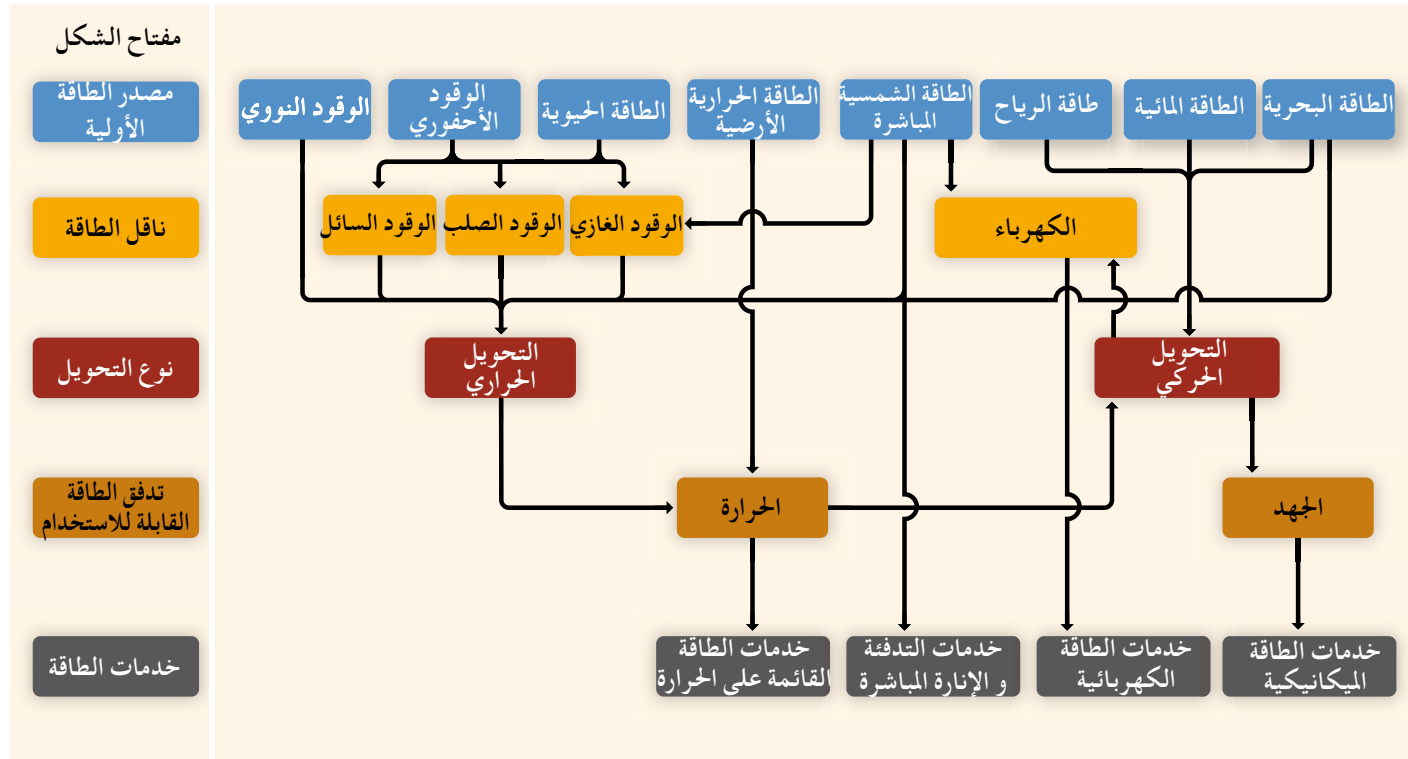 مفتاح الشكل
مصدر الطاقة
الأولية
ناقل الطاقة
نوع التحويل
تدفق الطاقة
القابلة للاستخدام
خدمات الطاقة
الطاقة البحرية
الطاقة المائية
طاقة الرياح
الطاقة الشمسية
المباشرة
الطاقة الحرارية
الأرضية
الطاقة الحيوية
الوقود
الأحفوري
الوقود النووي
الكهرباء
الوقود الغازي
الوقود الصلب
الوقود السائل
التحويل
الحركي
التحويل
الحراري
الجهد
الحرارة
خدمات الطاقة
الميكانيكية
خدمات الطاقة
الكهربائية
خدمات التدفئة
و الإنارة المباشرة
خدمات الطاقة
القائمة على الحرارة